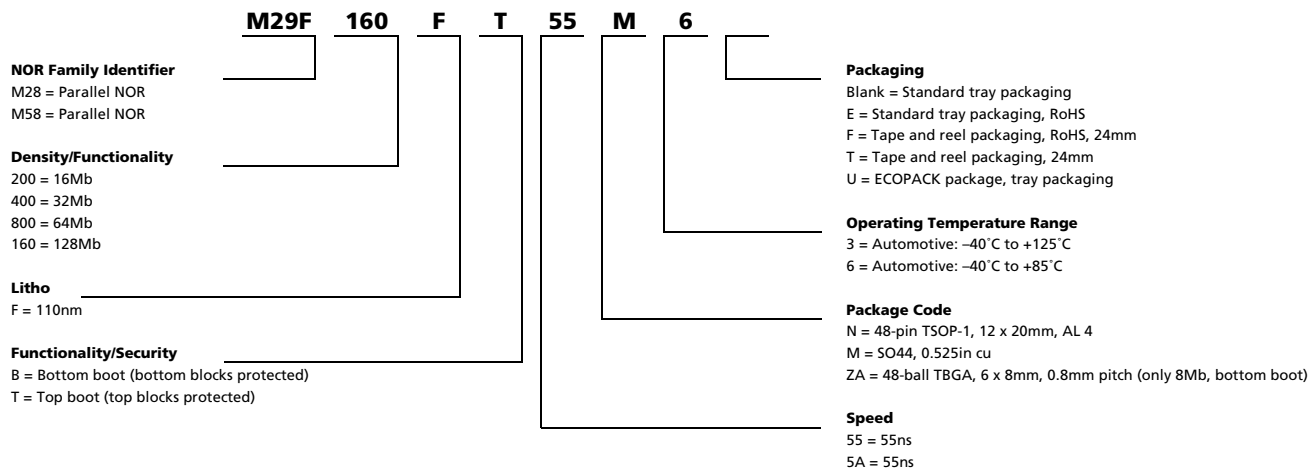 M29F 160 F T 55 M 6
NOR Family Identifier
M28 = Parallel NOR
M58 = Parallel NOR
Density/Functionality
200 = 16Mb
400 = 32Mb
800 = 64Mb
160 = 128Mb
Litho
F = 110nm
Functionality/Security
B = Bottom boot (bottom blocks protected)
T = Top boot (top blocks protected)
Packaging
Blank = Standard tray packaging
E = Standard tray packaging, RoHS
F = Tape and reel packaging, RoHS, 24mm
T = Tape and reel packaging, 24mm
U = ECOPACK package, tray packaging
Operating Temperature Range
3 = Automotive: –40˚C to +125˚C
6 = Automotive: –40˚C to +85˚C
Package Code
N = 48-pin TSOP-1, 12 x 20mm, AL 4
M = SO44, 0.525in cu
ZA = 48-ball TBGA, 6 x 8mm, 0.8mm pitch (only 8Mb, bottom boot)
Speed
55 = 55ns
5A = 55ns